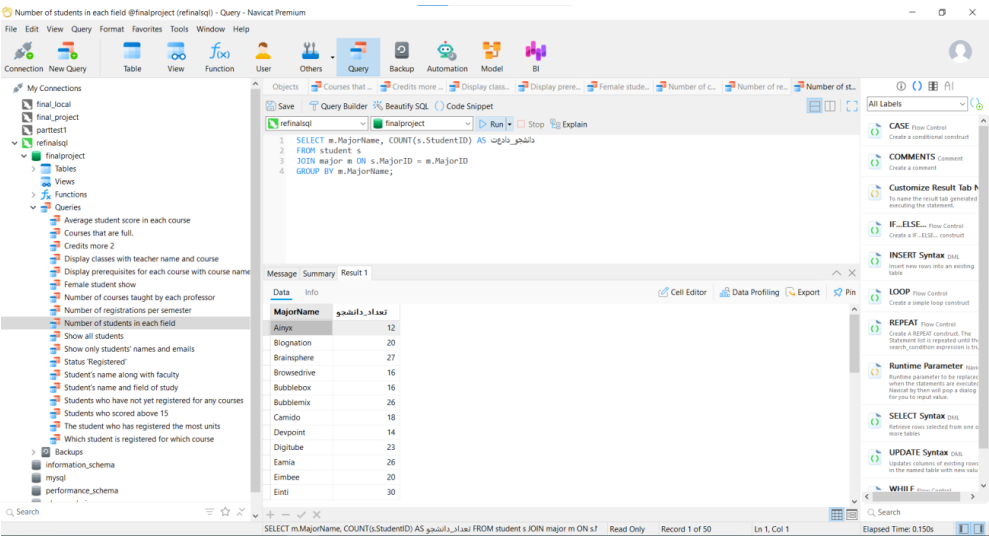 Number of students in each field @finalproject (refinalsql) - Query - Navicat Premium
File Edit View Query Format Favorites Tools Window Help
Connection New Query Table View Function User Others Query Backup Automation Model BI
My Connections
final_local
final_project
parttest1
refinalsql
finalproject
Tables
Views
Functions
Queries
Average student score in each course
Courses that are full.
Credits more 2
Display classes with teacher name and course
Display prerequisites for each course with course name
Female student show
Number of courses taught by each professor
Number of registrations per semester
Number of students in each field
Show all students
Show only students' names and emails
Status 'Registered'
Student's name along with faculty
Student's name and field of study
Students who have not yet registered for any courses
Students who scored above 15
The student who has registered the most units
Which student is registered for which course
Backups
information_schema
mysql
performance_schema
Search
Objects Courses that ... Credits more ... Display class... Display prere... Female stude... Number of c... Number of re... Number of st...
Save Query Builder Beautify SQL () Code Snippet
refinalsql finalproject Run Stop Explain
1 SELECT m.MajorName, COUNT(s.StudentID) AS
2 FROM student s
3 JOIN major m ON s.MajorID = m.MajorID
4 GROUP BY m.MajorName;
Message Summary Result 1
Data Info Cell Editor Data Profiling Export Pin
MajorName تعداد_دانشجو
Ainyx 12
Blognation 20
Brainsphere 27
Browsedrive 16
Bubblebox 16
Bubblemix 26
Camido 18
Devpoint 14
Digitube 23
Eamia 26
Eimbee 20
Einti 30
SELECT m.MajorName, COUNT(s.StudentID) AS تعداد_دانشجو FROM student s JOIN major m ON s.M Read Only Record 1 of 50 Ln 1, Col 1 Elapsed Time: 0.150s
All Labels
CASE Flow Control
Create a conditional construct
COMMENTS Comment
Create a comment
Customize Result Tab N
To name the result tab generated
executing the statement.
IF...ELSE... Flow Control
Create a IF...ELSE... construct
INSERT Syntax DML
Insert new rows into an existing
table
LOOP Flow Control
Create a simple loop construct
REPEAT Flow Control
Create A REPEAT construct. The
Statement list is repeated until the
search_condition expression is tru
Runtime Parameter Navi
Runtime parameter to be replaced
when the statements are executed
Navicat by then will pop a dialog
for you to input value.
SELECT Syntax DML
Retrieve rows selected from one o
more tables
UPDATE Syntax DML
Updates columns of existing rows
in the named table with new valu
WHILE Flow Control
Search